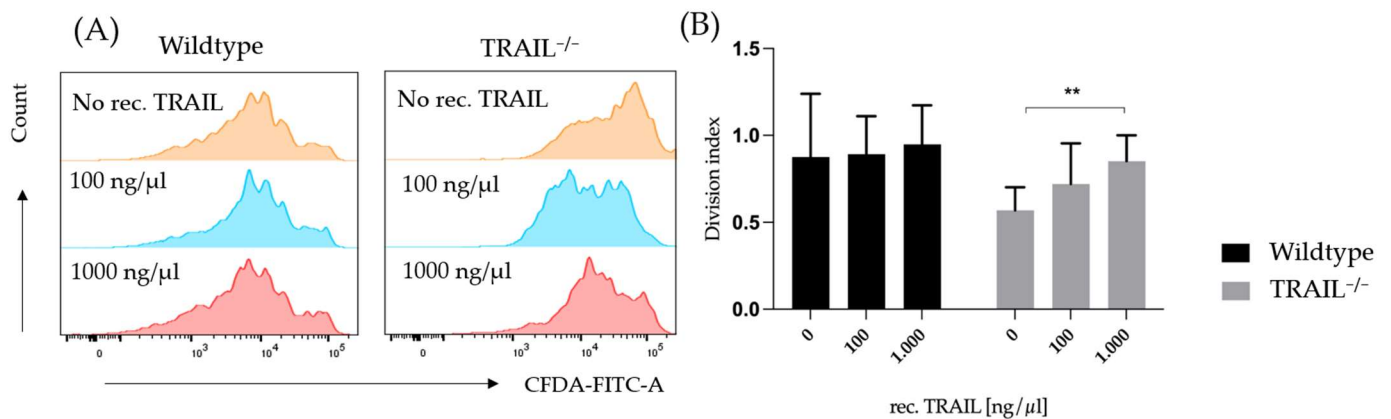 (A)
Wildtype
TRAIL⁻/⁻
Count
No rec. TRAIL
100 ng/µl
1000 ng/µl
No rec. TRAIL
100 ng/µl
1000 ng/µl
0 10³ 10⁴ 10⁵
0 10³ 10⁴ 10⁵
CFDA-FITC-A
(B)
Division index
1.5
1.0
0.5
0.0
**
0 100 1.000 0 100 1.000
rec. TRAIL [ng/µl]
Wildtype
TRAIL⁻/⁻